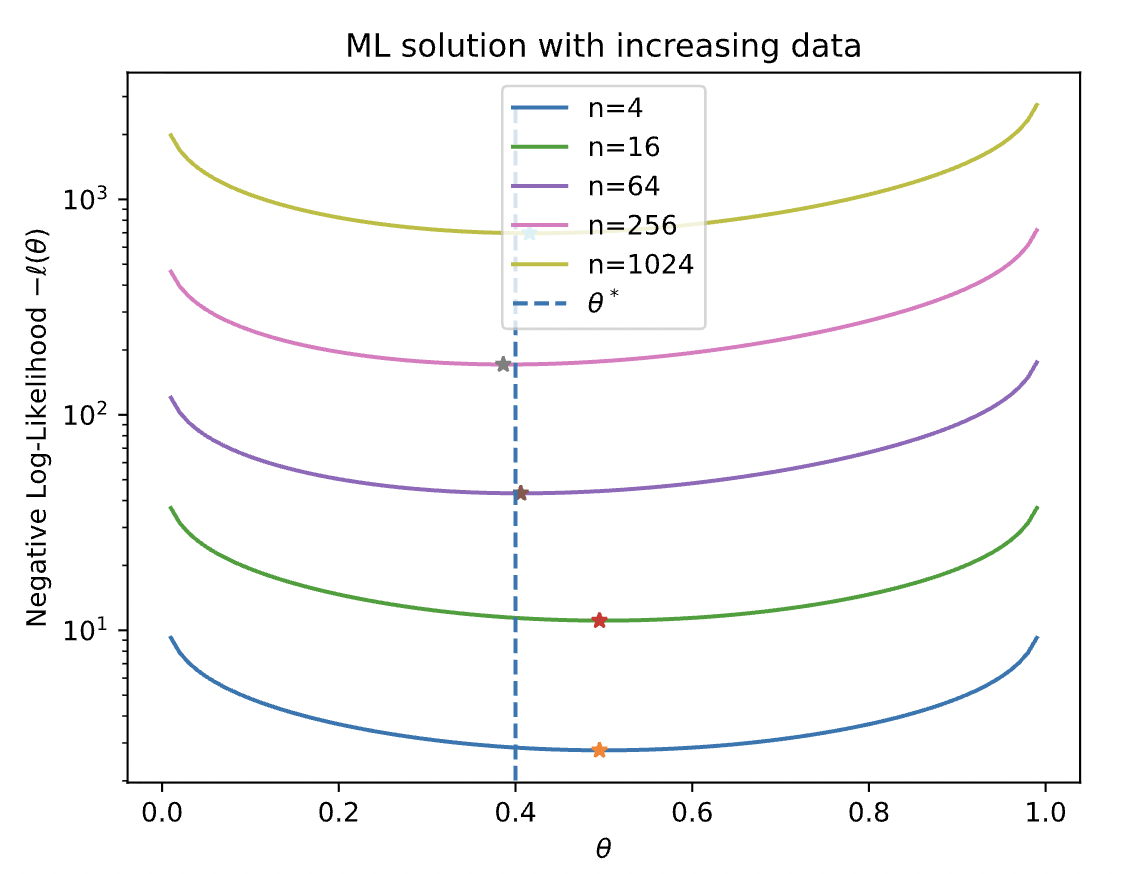 ML solution with increasing data
n=4
n=16
n=64
n=256
n=1024
θ*
Negative Log-Likelihood −ℓ(θ)
10³
10²
10¹
0.0 0.2 0.4 0.6 0.8 1.0
θ